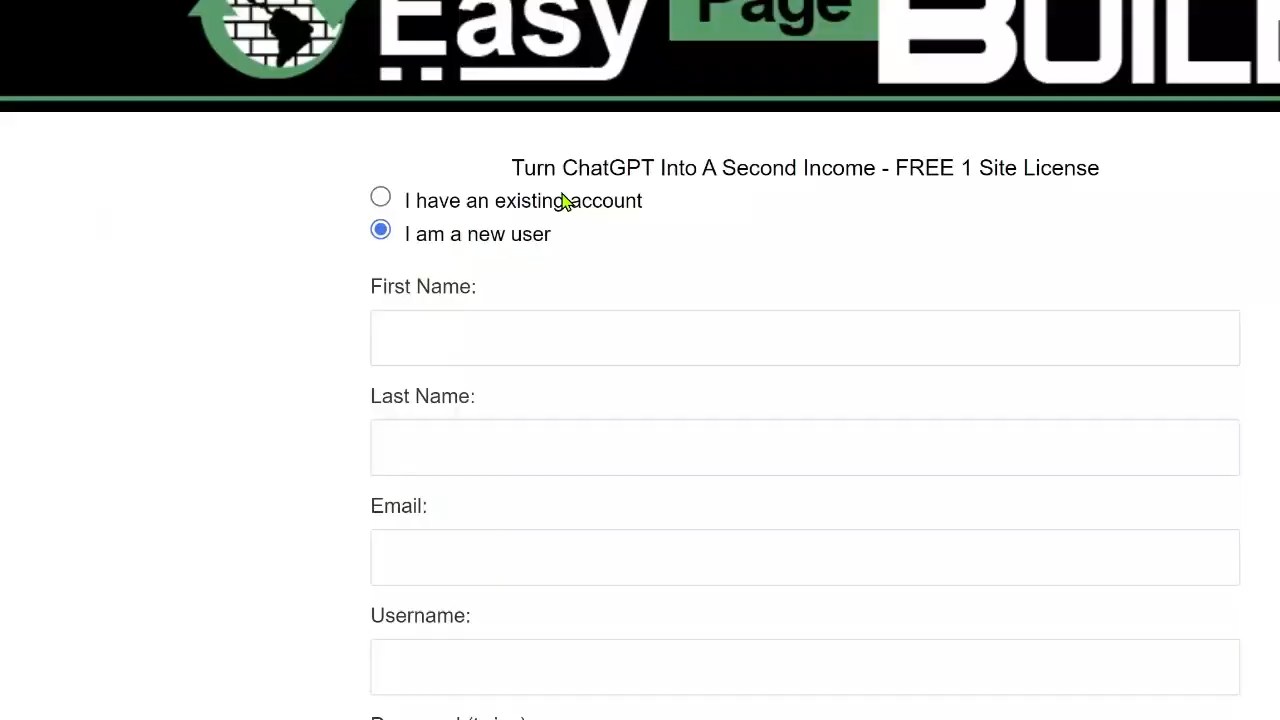 Easy Page BUIL
Turn ChatGPT Into A Second Income - FREE 1 Site License
I have an existing account
I am a new user
First Name:
Last Name:
Email:
Username: